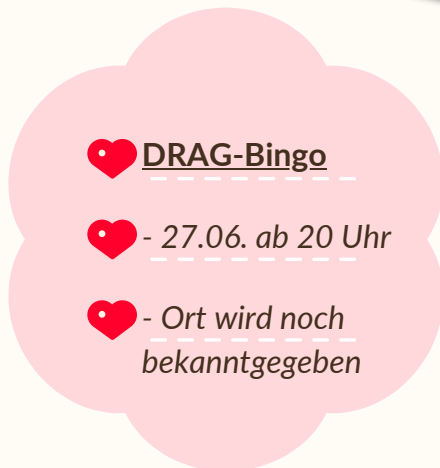 DRAG-Bingo
- 27.06. ab 20 Uhr
- Ort wird noch
bekanntgegeben